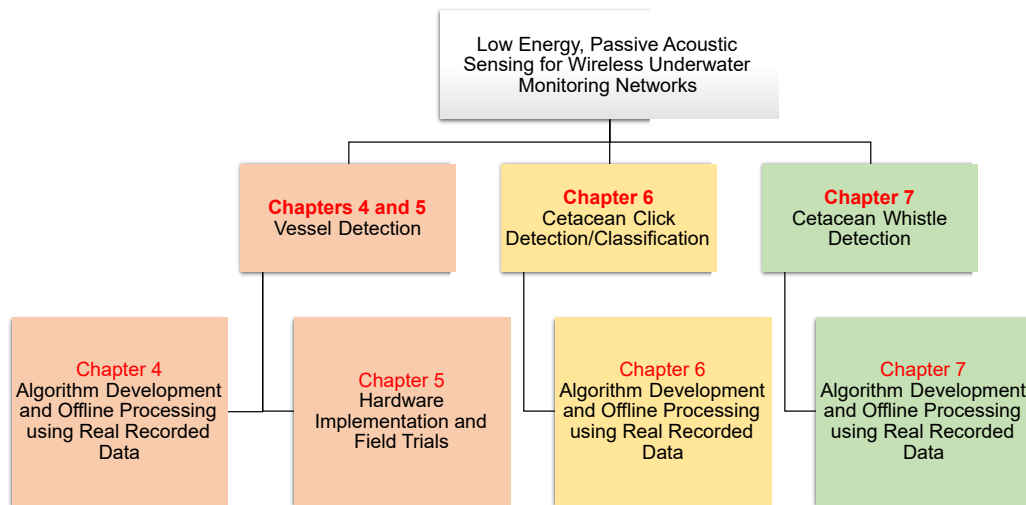 Low Energy, Passive Acoustic
Sensing for Wireless Underwater
Monitoring Networks
Chapters 4 and 5
Vessel Detection
Chapter 6
Cetacean Click
Detection/Classification
Chapter 7
Cetacean Whistle
Detection
Chapter 4
Algorithm Development
and Offline Processing
using Real Recorded
Data
Chapter 5
Hardware
Implementation and
Field Trials
Chapter 6
Algorithm Development
and Offline Processing
using Real Recorded
Data
Chapter 7
Algorithm Development
and Offline Processing
using Real Recorded
Data